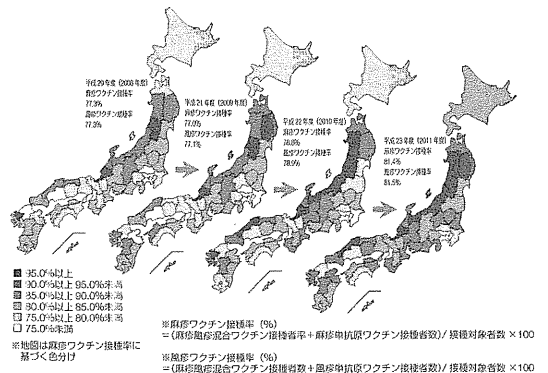 平成20年度 (2008年度)
麻疹ワクチン接種率
77.3%
風疹ワクチン接種率
77.3%
平成21年度 (2009年度)
麻疹ワクチン接種率
77.0%
風疹ワクチン接種率
77.1%
平成22年度 (2010年度)
麻疹ワクチン接種率
78.8%
風疹ワクチン接種率
78.9%
平成23年度 (2011年度)
麻疹ワクチン接種率
81.4%
風疹ワクチン接種率
81.5%
95.0%以上
90.0%以上 95.0%未満
85.0%以上 90.0%未満
80.0%以上 85.0%未満
75.0%以上 80.0%未満
75.0%未満
※地図は麻疹ワクチン接種率に
基づく色分け
※麻疹ワクチン接種率 (%)
=(麻疹風疹混合ワクチン接種者率+麻疹単抗原ワクチン接種者数)/ 接種対象者数 ×100
※風疹ワクチン接種率 (%)
=(麻疹風疹混合ワクチン接種者数+風疹単抗原ワクチン接種者数)/ 接種対象者数 ×100